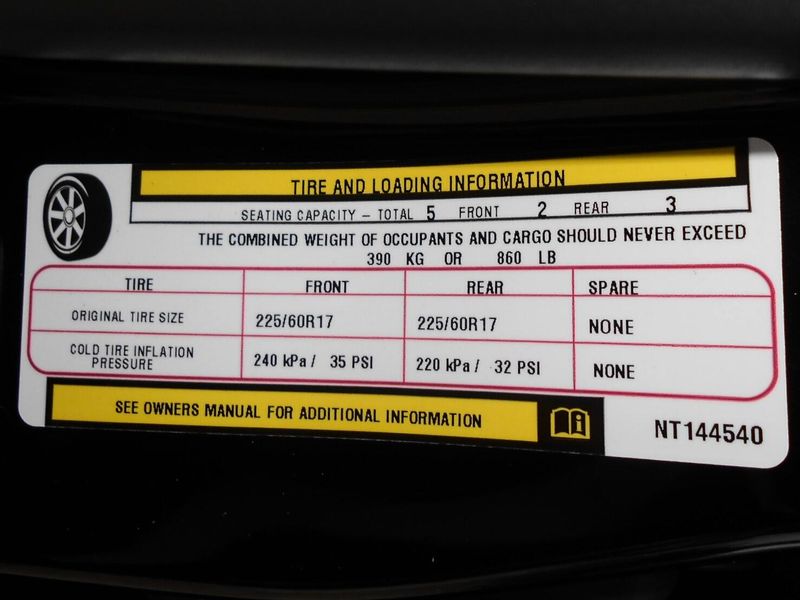 TIRE AND LOADING INFORMATION
SEATING CAPACITY – TOTAL 5 FRONT 2 REAR 3
THE COMBINED WEIGHT OF OCCUPANTS AND CARGO SHOULD NEVER EXCEED
390 KG OR 860 LB
TIRE FRONT REAR SPARE
ORIGINAL TIRE SIZE 225/60R17 225/60R17 NONE
COLD TIRE INFLATION
PRESSURE 240 kPa / 35 PSI 220 kPa / 32 PSI NONE
SEE OWNERS MANUAL FOR ADDITIONAL INFORMATION
NT144540